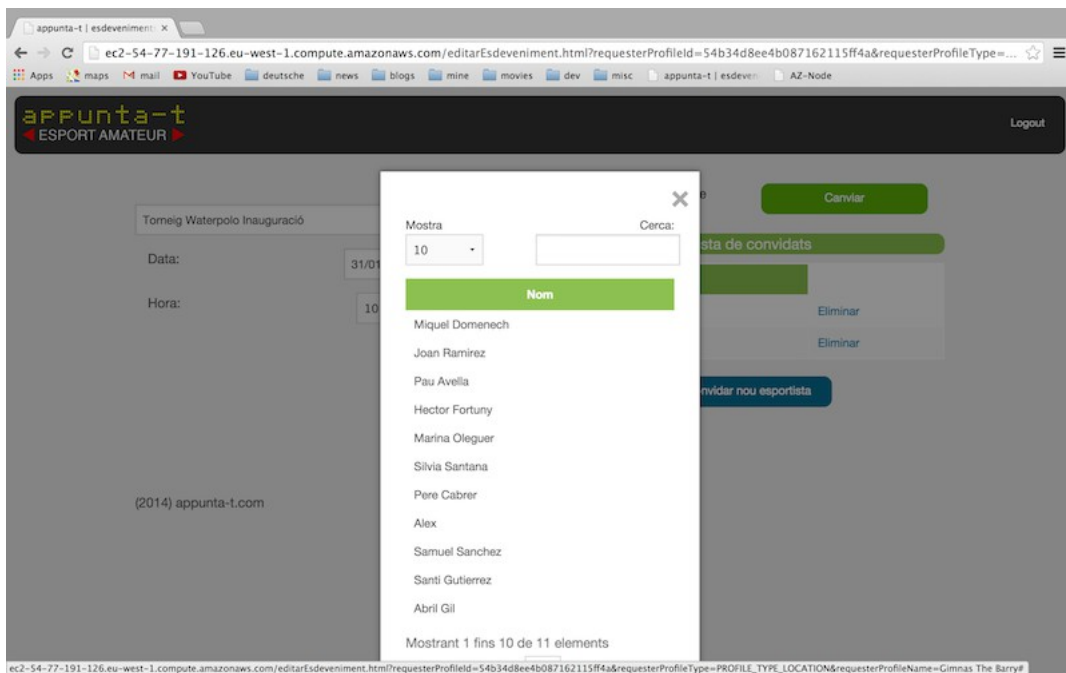 appunta-t | esdeveniment
ec2-54-77-191-126.eu-west-1.compute.amazonaws.com/editarEsdeveniment.html?requesterProfileId=54b34d8ee4b087162115ff4a&requesterProfileType=...
Apps maps mail YouTube deutsche news blogs mine movies dev misc appunta-t | esdeven AZ-Node
appunta-t
ESPORT AMATEUR
Logout
Canviar
Torneig Waterpolo Inauguració
Mostra Cerca:
sta de convidats
10
Data:
31/01
Nom
Hora:
10
Eliminar
Miquel Domenech
Joan Ramirez
Eliminar
Pau Avella
nvidar nou esportista
Hector Fortuny
Marina Oleguer
Silvia Santana
Pere Cabrer
(2014) appunta-t.com
Alex
Samuel Sanchez
Santi Gutierrez
Abril Gil
Mostrant 1 fins 10 de 11 elements
ec2-54-77-191-126.eu-west-1.compute.amazonaws.com/editarEsdeveniment.html?requesterProfileId=54b34d8ee4b087162115ff4a&requesterProfileType=PROFILE_TYPE_LOCATION&requesterProfileName=Gimnas The Barry#